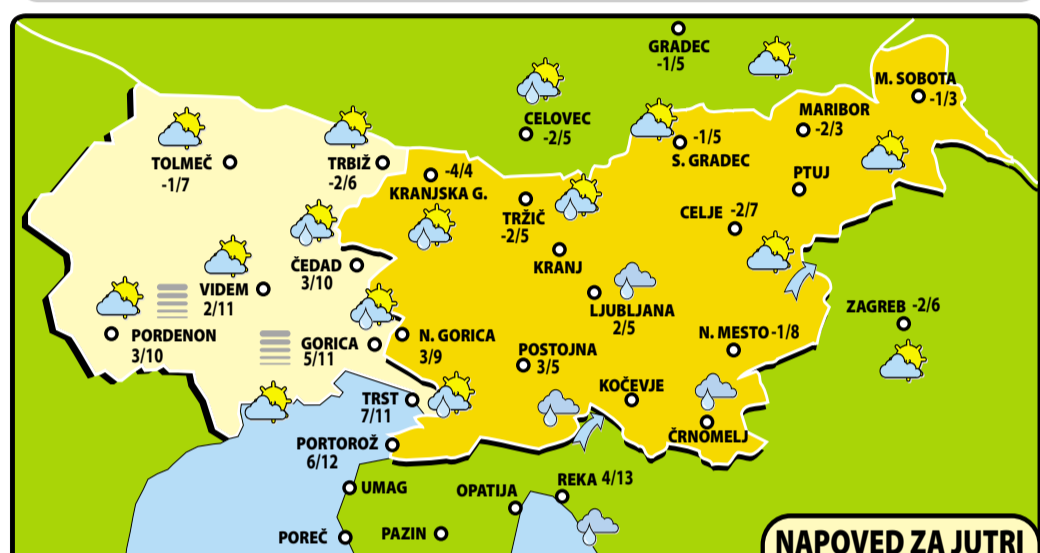 GRADEC
-1/5
M. SOBOTA
-1/3
MARIBOR
-2/3
CELOVEC
-2/5
-1/5
S. GRADEC
TOLMEČ
-1/7
TRBIŽ
-2/6
-4/4
KRANJSKA G.
PTUJ
TRŽIČ
-2/5
CELJE -2/7
KRANJ
ČEDAD
3/10
VIDEM
2/11
LJUBLJANA
2/5
ZAGREB -2/6
PORDENON
3/10
GORICA
5/11
N. GORICA
3/9
N. MESTO -1/8
POSTOJNA
3/5
KOČEVJE
TRST
7/11
ČRNOMELJ
PORTOROŽ
6/12
REKA 4/13
UMAG
OPATIJA
POREČ
PAZIN
NAPOVED ZA JUTRI